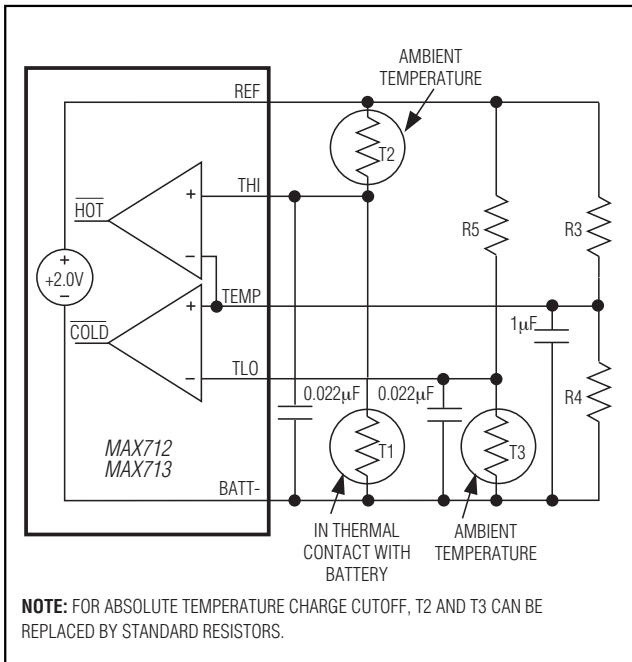 AMBIENT
TEMPERATURE
REF
T2
THI
+
HOT
R5
R3
−
+
+2.0V
−
TEMP
+
COLD
1μF
TLO
−
0.022μF
0.022μF
R4
MAX712
MAX713
T1
T3
BATT-
IN THERMAL
CONTACT WITH
BATTERY
AMBIENT
TEMPERATURE
NOTE: FOR ABSOLUTE TEMPERATURE CHARGE CUTOFF, T2 AND T3 CAN BE
REPLACED BY STANDARD RESISTORS.